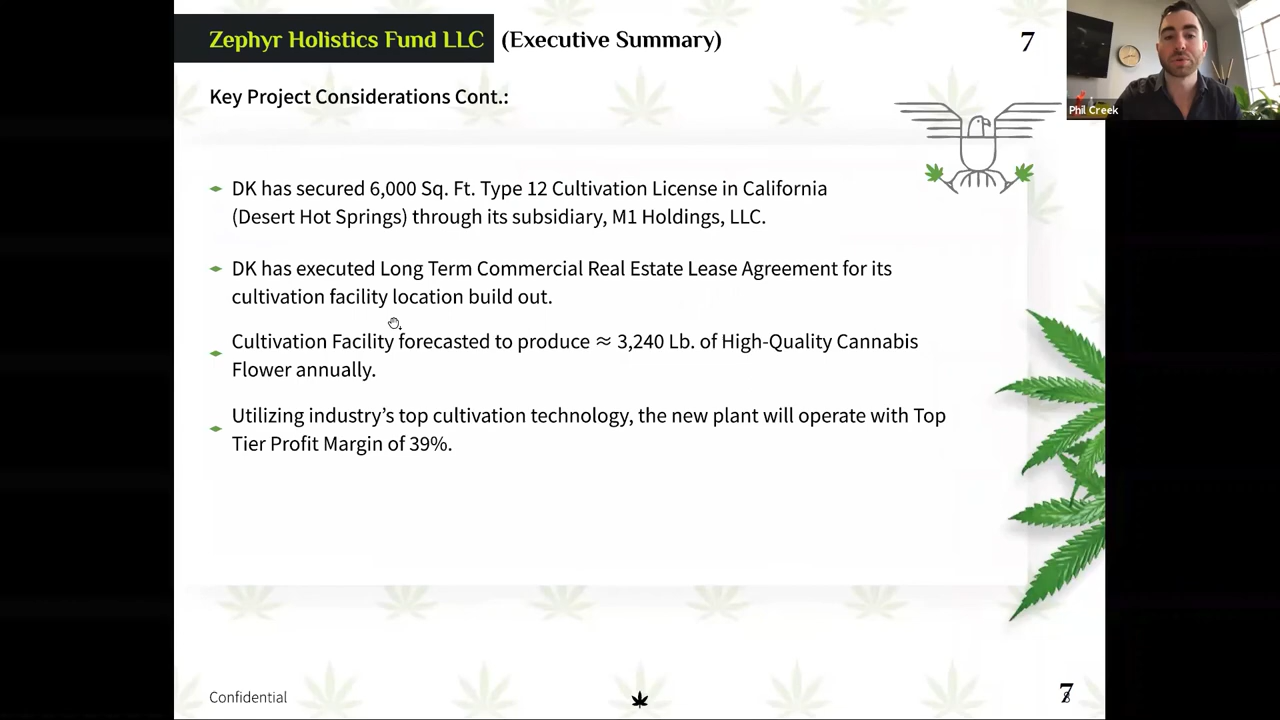 Zephyr Holistics Fund LLC (Executive Summary)
7
Phil Creek
Key Project Considerations Cont.:
DK has secured 6,000 Sq. Ft. Type 12 Cultivation License in California
(Desert Hot Springs) through its subsidiary, M1 Holdings, LLC.
DK has executed Long Term Commercial Real Estate Lease Agreement for its
cultivation facility location build out.
Cultivation Facility forecasted to produce ≈ 3,240 Lb. of High-Quality Cannabis
Flower annually.
Utilizing industry’s top cultivation technology, the new plant will operate with Top
Tier Profit Margin of 39%.
Confidential
7